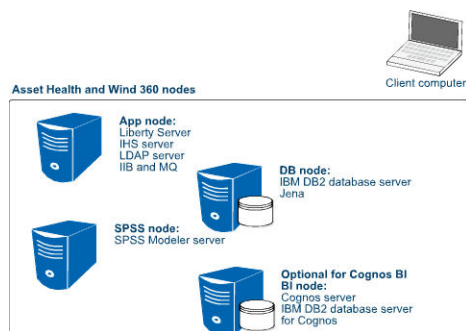 Client computer
Asset Health and Wind 360 nodes
App node:
Liberty Server
IHS server
LDAP server
IIB and MQ
DB node:
IBM DB2 database server
Jena
SPSS node:
SPSS Modeler server
Optional for Cognos BI
BI node:
Cognos server
IBM DB2 database server
for Cognos